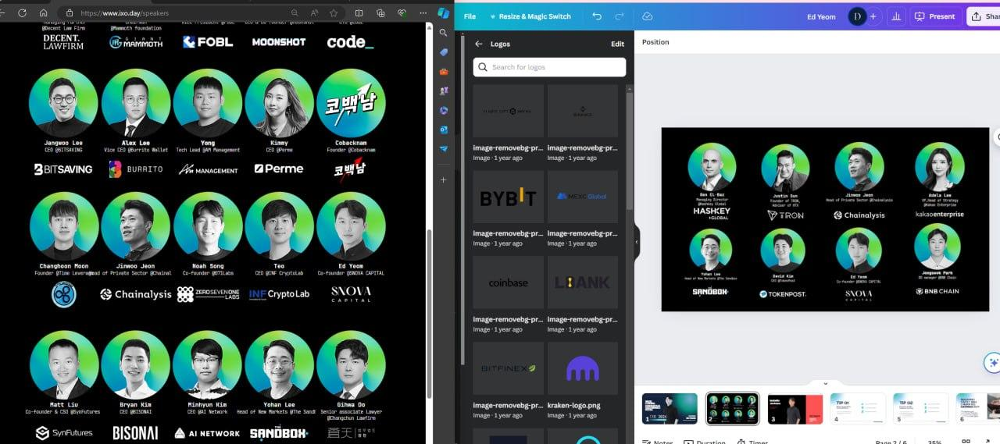 https://www.ixo.day/speakers
@Decent Law Firm
@Mammoth foundation
DECENT.
LAWFIRM
GIANT
MAMMOTH
FOBL
MOONSHOT
code_
코백남
Jangwoo Lee
CEO @BITSAVING
Alex Lee
Vice CEO @Burrito Wallet
Yong
Tech Lead @AM Management
Kimmy
CEO @Perme
Cobacknam
Founder @Cobacknam
BITSAVING
BURRITO
MANAGEMENT
Perme
코백남
Changhoon Moon
Jinwoo Jeon
Noah Song
Co-founder @071Labs
Teo
CEO @INF CryptoLab
Ed Yeom
Co-founder @SNOVA CAPITAL
Chainalysis
ZEROSEVENONE
LABS
INF CryptoLab
SNOVA
CAPITAL
Matt Liu
Co-founder & CSO @SynFutures
Bryan Kim
CEO @BISONAI
Minhyun Kim
CEO @AI Network
Yohan Lee
Head of New Markets @The Sand
Gihwa Do
Senior associate Lawyer
@Changchun Lawfirm
SynFutures
BISONAI
AI NETWORK
THE
SANDBOX
File
Resize & Magic Switch
Ed Yeom
D
Present
Shar
Logos
Edit
Search for logos
image-removebg-pr...
Image · 1 year ago
image-removebg-pr...
Image · 1 year ago
BYBIT
MEXC Global
image-removebg-pr...
Image · 1 year ago
image-removebg-pr...
Image · 1 year ago
coinbase
LBANK
image-removebg-pr...
Image · 1 year ago
image-removebg-pr...
Image · 1 year ago
BITFINEX
image-removebg-pr...
Image · 1 year ago
kraken-logo.png
Image · 1 year ago
Position
Ben El-Baz
Managing Director
@HashKey Global
Justin Sun
Founder of TRON,
Advisor of HTX
Jinwoo Jeon
Head of Private Sector @Chainalysis
Adela Lee
VP,Head of Strategy
@Kakao Enterprise
HASHKEY
GLOBAL
TRON
Chainalysis
kakaoenterprise
Yohan Lee
Head of New Markets @The Sandbox
David Kim
CEO @TokenPost
Ed Yeom
Co-founder @SNOVA CAPITAL
Jeongseok Park
BD manager @BNB Chain
SANDBOX
TOKENPOST
SNOVA
CAPITAL
BNB CHAIN
1
2
3
4
TIP 01
5
TIP 02
6
Notes
Duration
Timer
Page 2 / 6
35%